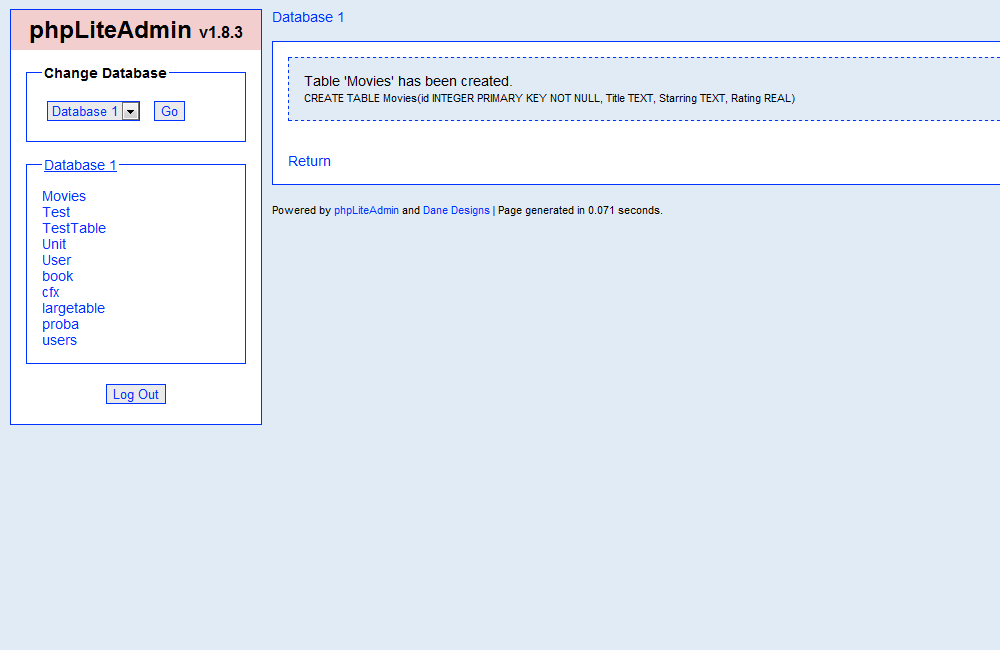 phpLiteAdmin v1.8.3
Change Database
Database 1 Go
Database 1
Movies
Test
TestTable
Unit
User
book
cfx
largetable
proba
users
Log Out
Database 1
Table 'Movies' has been created.
CREATE TABLE Movies(id INTEGER PRIMARY KEY NOT NULL, Title TEXT, Starring TEXT, Rating REAL)
Return
Powered by phpLiteAdmin and Dane Designs | Page generated in 0.071 seconds.